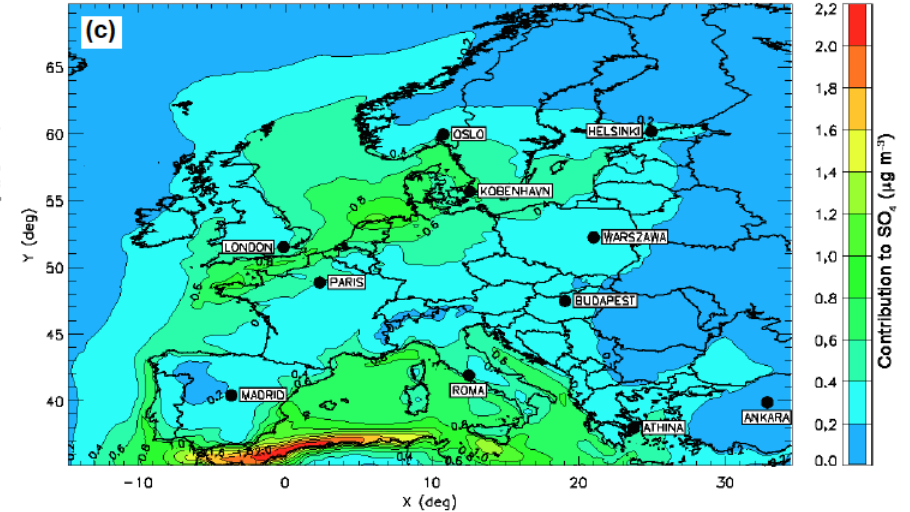 (c)
65
60
55
50
45
40
Y (deg)
-10
0
10
20
30
X (deg)
OSLO
HELSINKI
KOBENHAVN
LONDON
WARSZAWA
PARIS
BUDAPEST
MADRID
ROMA
ATHINA
ANKARA
2,2
2.0
1,8
1.6
1,4
1,2
1.0
0.8
0.6
0.4
0,2
0.0
Contribution to SO₄ (µg m⁻³)